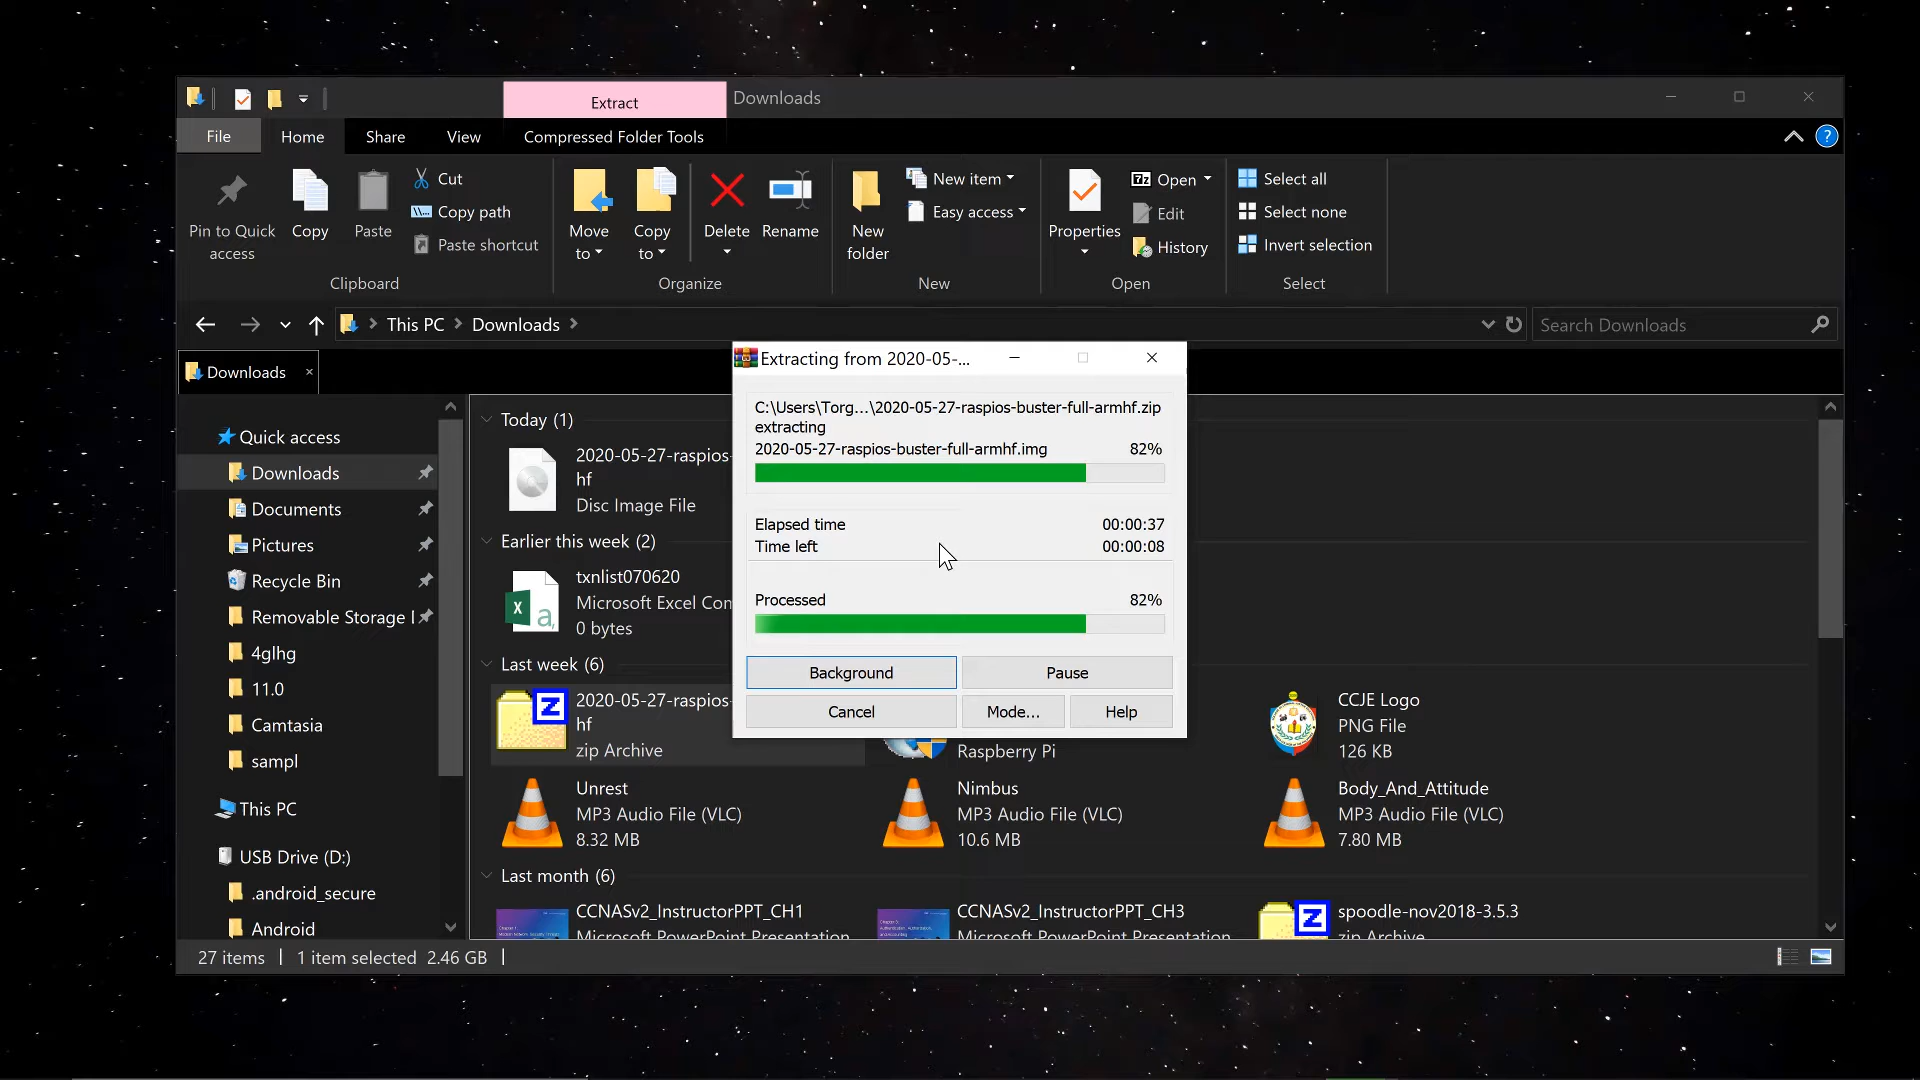 Extract
Downloads
File
Home
Share
View
Compressed Folder Tools
?
Pin to Quick
access
Copy
Paste
Cut
Copy path
Paste shortcut
Clipboard
Move
to
Copy
to
Delete
Rename
Organize
New
folder
New item
Easy access
New
Properties
7z Open
Edit
History
Open
Select all
Select none
Invert selection
Select
This PC
Downloads
Search Downloads
Downloads
Quick access
Downloads
Documents
Pictures
Recycle Bin
Removable Storage
4glhg
11.0
Camtasia
sampl
This PC
USB Drive (D:)
.android_secure
Android
Today (1)
2020-05-27-raspios-
hf
Disc Image File
Earlier this week (2)
txnlist070620
Microsoft Excel Com
0 bytes
Last week (6)
2020-05-27-raspios-
hf
zip Archive
Raspberry Pi
CCJE Logo
PNG File
126 KB
Unrest
MP3 Audio File (VLC)
8.32 MB
Nimbus
MP3 Audio File (VLC)
10.6 MB
Body_And_Attitude
MP3 Audio File (VLC)
7.80 MB
Last month (6)
CCNASv2_InstructorPPT_CH1
Microsoft PowerPoint Presentation
CCNASv2_InstructorPPT_CH3
Microsoft PowerPoint Presentation
spoodle-nov2018-3.5.3
zip Archive
Extracting from 2020-05-...
C:\Users\Torg...\2020-05-27-raspios-buster-full-armhf.zip
extracting
2020-05-27-raspios-buster-full-armhf.img 82%
Elapsed time 00:00:37
Time left 00:00:08
Processed 82%
Background
Pause
Cancel
Mode...
Help
27 items
1 item selected 2.46 GB